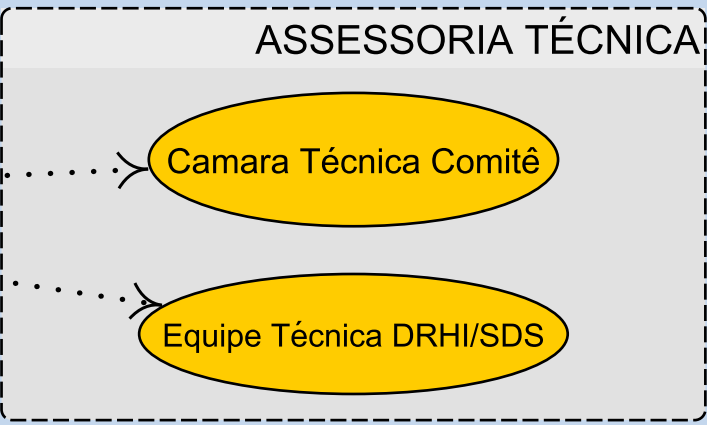 ASSESSORIA TÉCNICA
Camara Técnica Comitê
Equipe Técnica DRHI/SDS